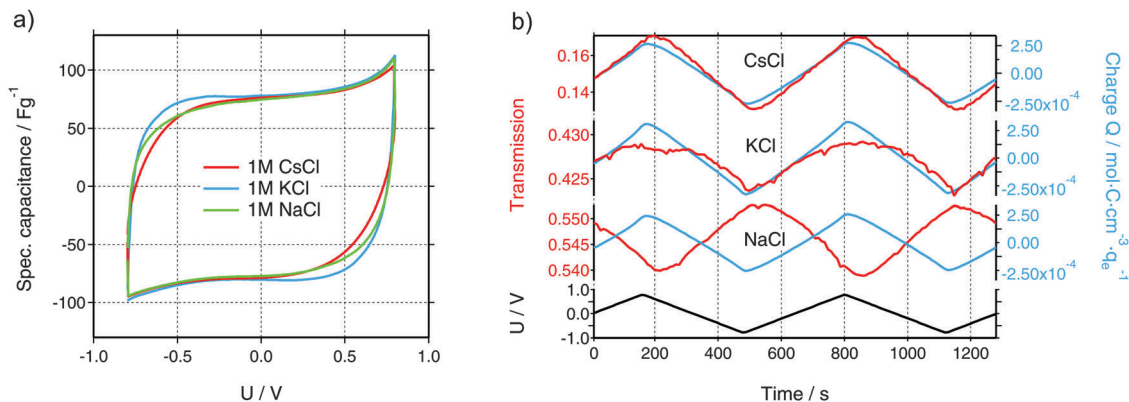 a)
Spec. capacitance / Fg⁻¹
100
50
0
-50
-100
1M CsCl
1M KCl
1M NaCl
-1.0
-0.5
0.0
0.5
1.0
U / V
b)
Transmission
0.16
0.14
0.430
0.425
0.550
0.545
0.540
CsCl
KCl
NaCl
2.50
0.00
-2.50x10⁻⁴
2.50
0.00
-2.50x10⁻⁴
2.50
0.00
-2.50x10⁻⁴
Charge Q / mol·C·cm⁻³·qₑ⁻¹
U / V
1.0
0.0
-1.0
0
200
400
600
800
1000
1200
Time / s